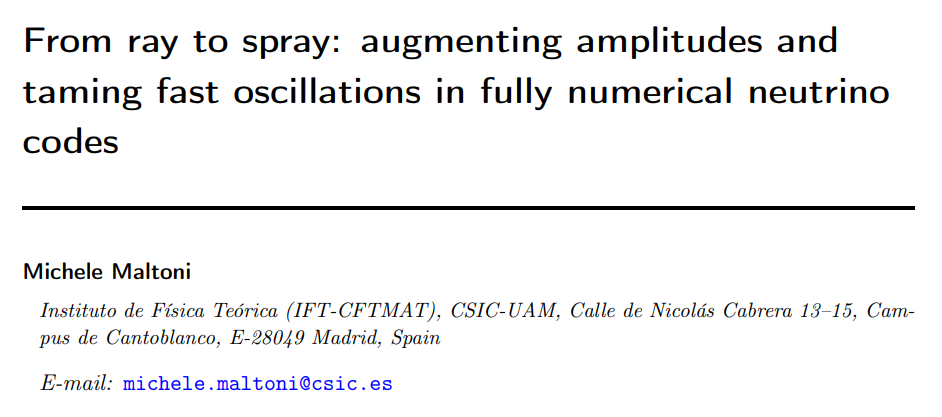 From ray to spray: augmenting amplitudes and
taming fast oscillations in fully numerical neutrino
codes
Michele Maltoni
Instituto de Física Teórica (IFT-CFTMAT), CSIC-UAM, Calle de Nicolás Cabrera 13–15, Cam-
pus de Cantoblanco, E-28049 Madrid, Spain
E-mail: michele.maltoni@csic.es